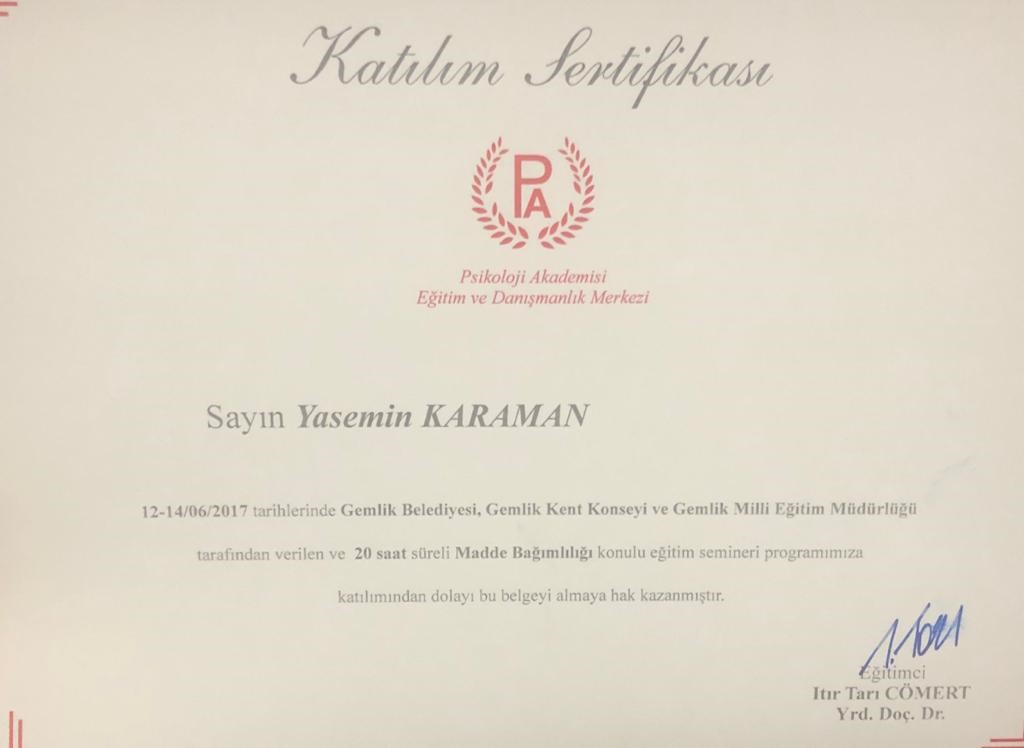 Katılım Sertifikası
PA
Psikoloji Akademisi
Eğitim ve Danışmanlık Merkezi
Sayın Yasemin KARAMAN
12-14/06/2017 tarihlerinde Gemlik Belediyesi, Gemlik Kent Konseyi ve Gemlik Milli Eğitim Müdürlüğü
tarafından verilen ve 20 saat süreli Madde Bağımlılığı konulu eğitim semineri programımıza
katılımından dolayı bu belgeyi almaya hak kazanmıştır.
Eğitimci
Itır Tarı CÖMERT
Yrd. Doç. Dr.